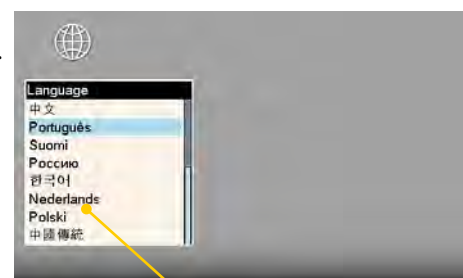 Language
中文
Português
Suomi
Россию
한국어
Nederlands
Polski
中國傳統